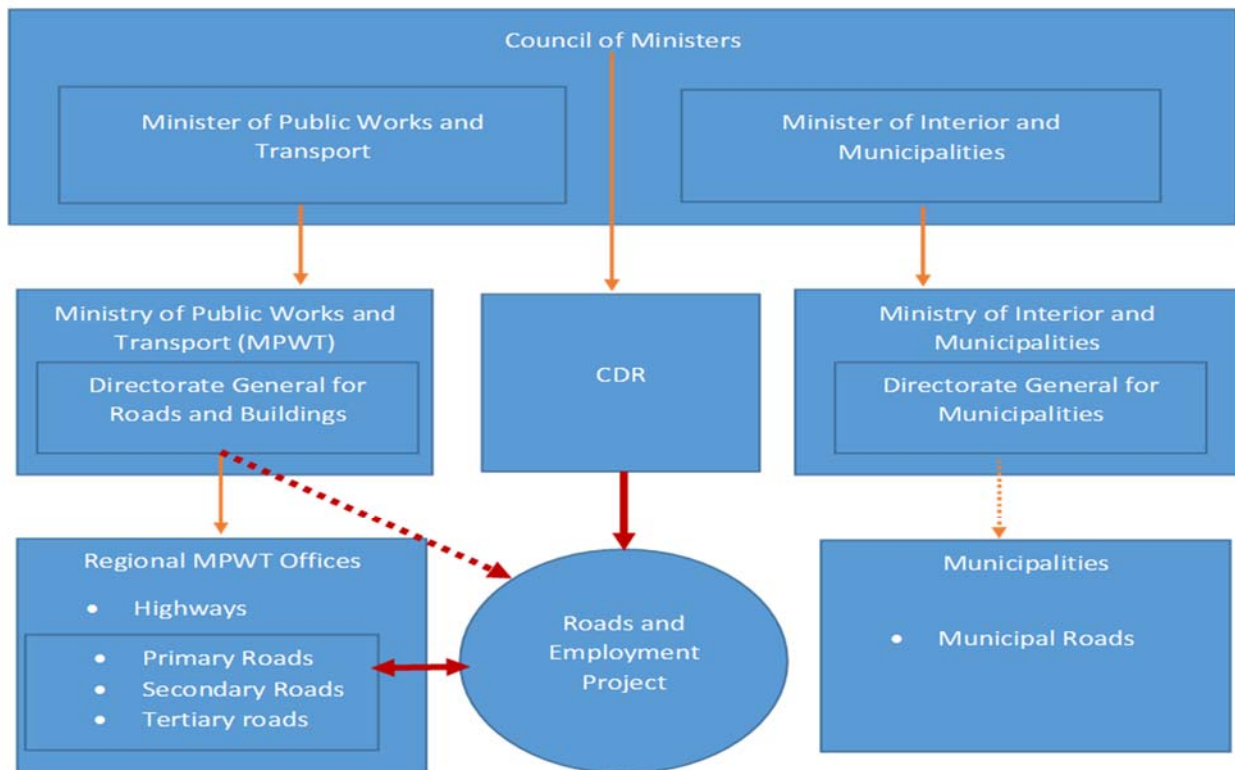 Council of Ministers
Minister of Public Works and
Transport
Minister of Interior and
Municipalities
Ministry of Public Works and
Transport (MPWT)
Directorate General for
Roads and Buildings
CDR
Ministry of Interior and
Municipalities
Directorate General for
Municipalities
Regional MPWT Offices
• Highways
• Primary Roads
• Secondary Roads
• Tertiary roads
Roads and
Employment
Project
Municipalities
• Municipal Roads